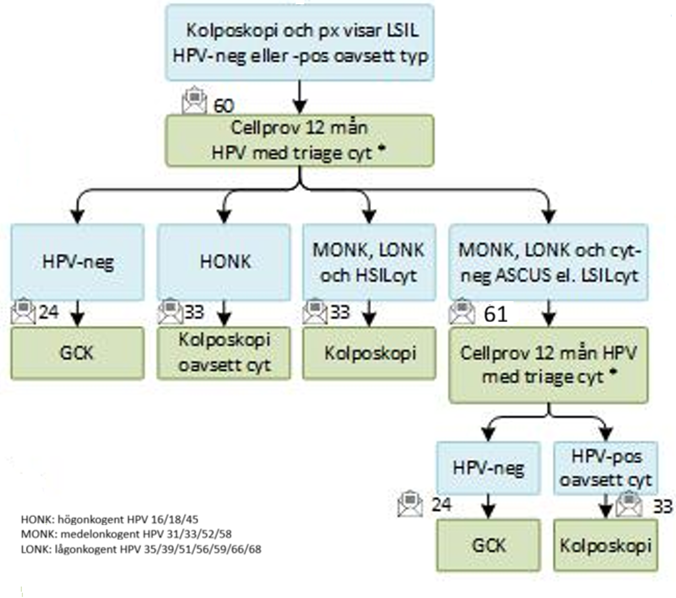 Kolposkopi och px visar LSIL
HPV-neg eller -pos oavsett typ
60
Cellprov 12 mån
HPV med triage cyt *
HPV-neg
HONK
MONK, LONK
och HSILcyt
MONK, LONK och cyt-
neg ASCUS el. LSILcyt
24
33
33
61
GCK
Kolposkopi
oavsett cyt
Kolposkopi
Cellprov 12 mån HPV
med triage cyt *
HPV-neg
HPV-pos
oavsett cyt
24
33
GCK
Kolposkopi
HONK: högonkogent HPV 16/18/45
MONK: medelonkogent HPV 31/33/52/58
LONK: lågonkogent HPV 35/39/51/56/59/66/68